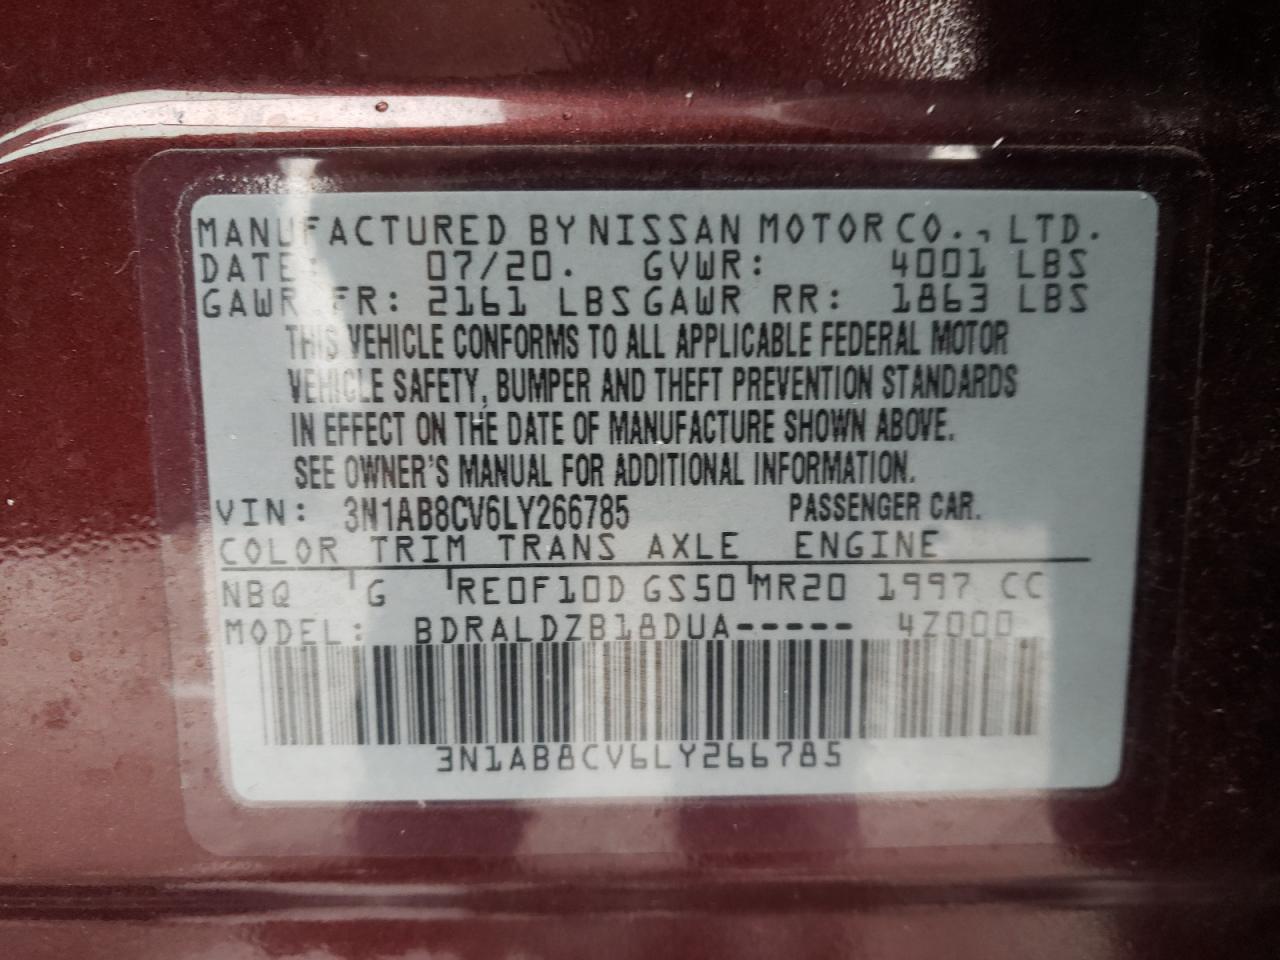 MANUFACTURED BY NISSAN MOTOR CO., LTD.
DATE: 07/20. GVWR: 4001 LBS
GAWR FR: 2161 LBS GAWR RR: 1863 LBS
THIS VEHICLE CONFORMS TO ALL APPLICABLE FEDERAL MOTOR
VEHICLE SAFETY, BUMPER AND THEFT PREVENTION STANDARDS
IN EFFECT ON THE DATE OF MANUFACTURE SHOWN ABOVE.
SEE OWNER'S MANUAL FOR ADDITIONAL INFORMATION.
VIN: 3N1AB8CV6LY266785 PASSENGER CAR.
COLOR TRIM TRANS AXLE ENGINE
NBQ G RE0F10D GS50 MR20 1997 CC
MODEL: BDRALDZB18DUA----- 4Z000
3N1AB8CV6LY266785